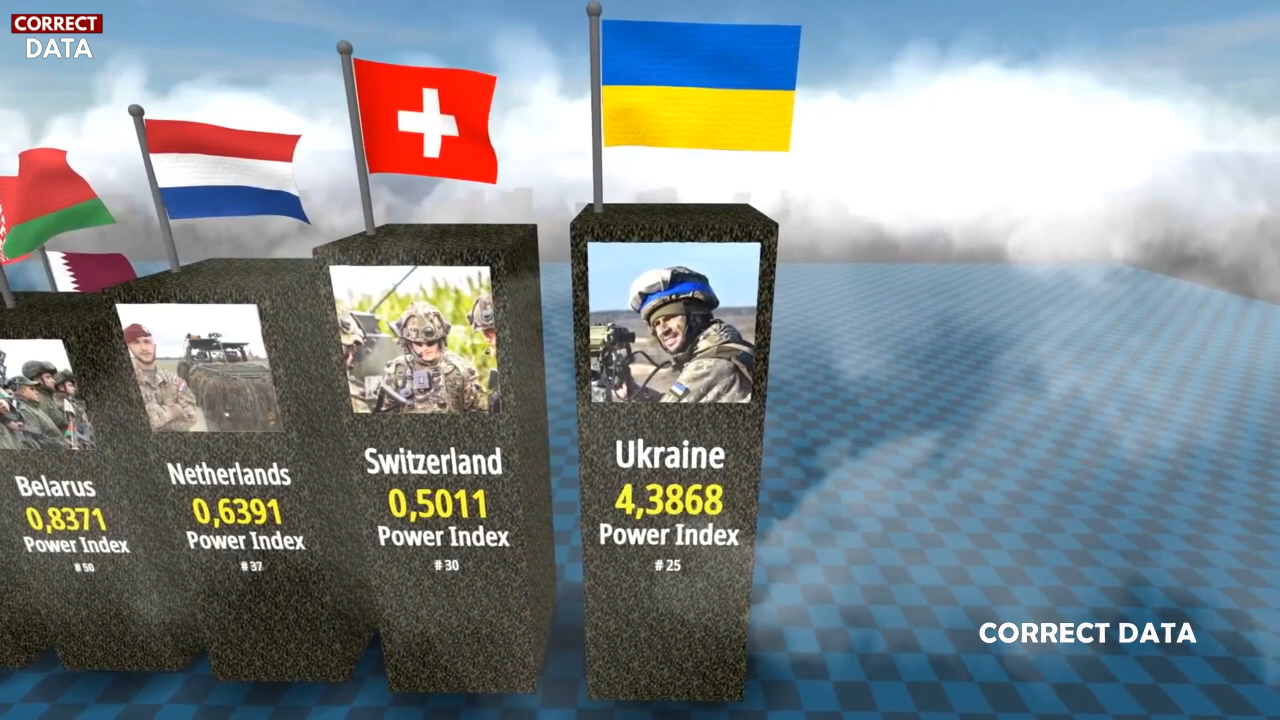 CORRECT
DATA
Belarus
0,8371
Power Index
# 50
Netherlands
0,6391
Power Index
# 37
Switzerland
0,5011
Power Index
# 30
Ukraine
4,3868
Power Index
# 25
CORRECT DATA